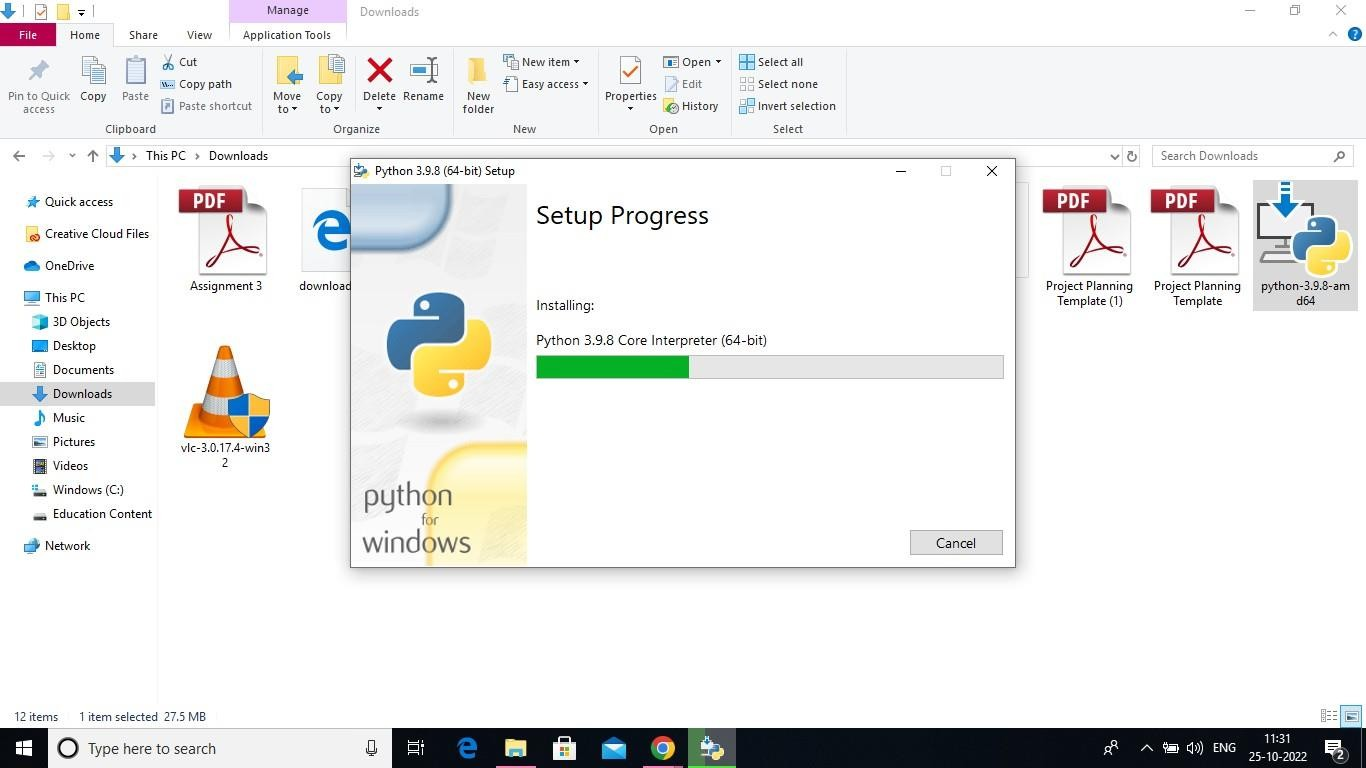 Manage
Downloads
File
Home
Share
View
Application Tools
Pin to Quick
access
Copy
Paste
Cut
Copy path
Paste shortcut
Clipboard
Move
to
Copy
to
Delete
Rename
Organize
New
folder
New item
Easy access
New
Properties
Open
Edit
History
Open
Select all
Select none
Invert selection
Select
This PC
Downloads
Search Downloads
Quick access
Creative Cloud Files
OneDrive
This PC
3D Objects
Desktop
Documents
Downloads
Music
Pictures
Videos
Windows (C:)
Education Content
Network
PDF
Assignment 3
download
vlc-3.0.17.4-win3
2
Python 3.9.8 (64-bit) Setup
Setup Progress
Installing:
Python 3.9.8 Core Interpreter (64-bit)
python
for
windows
Cancel
PDF
Project Planning
Template (1)
PDF
Project Planning
Template
python-3.9.8-am
d64
12 items
1 item selected 27.5 MB
Type here to search
ENG
11:31
25-10-2022
2